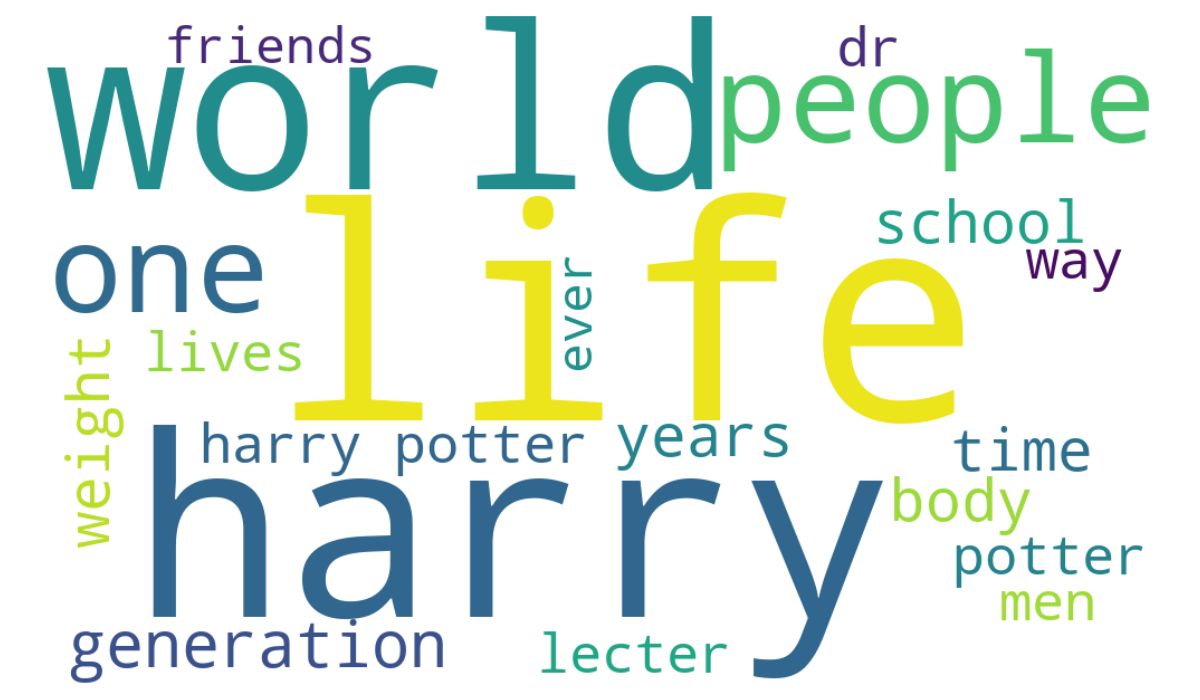 friends
dr
world
people
school
way
one
life
ever
lives
weight
harry potter
years
time
harry
body
potter
men
generation
lecter